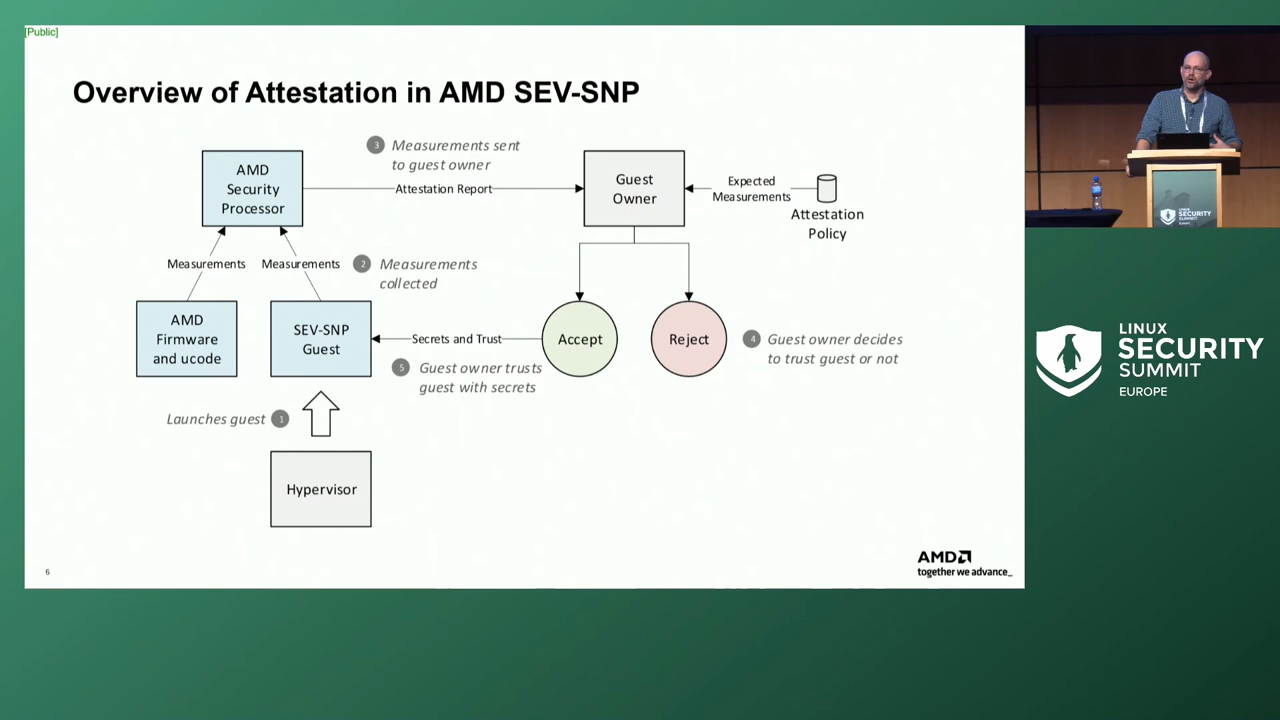 [Public]
Overview of Attestation in AMD SEV-SNP
AMD
Security
Processor
3
Measurements sent
to guest owner
Attestation Report
Guest
Owner
Expected
Measurements
Attestation
Policy
Measurements
Measurements
2
Measurements
collected
AMD
Firmware
and ucode
SEV-SNP
Guest
Secrets and Trust
Accept
Reject
4
Guest owner decides
to trust guest or not
5
Guest owner trusts
guest with secrets
Launches guest
1
Hypervisor
6
AMD
together we advance_
LINUX
SECURITY
SUMMIT
LINUX
SECURITY
SUMMIT
EUROPE